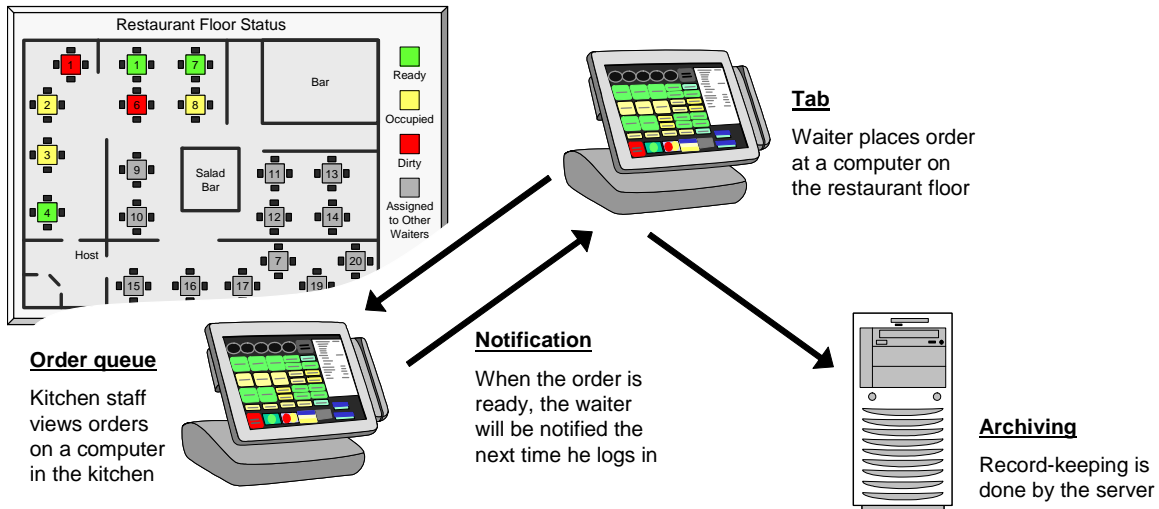 Restaurant Floor Status
1
1
7
2
6
8
3
4
9
10
Salad
Bar
Bar
11
13
12
14
Host
7
20
15
16
17
19
Ready
Occupied
Dirty
Assigned
to Other
Waiters
Tab
Waiter places order
at a computer on
the restaurant floor
Order queue
Kitchen staff
views orders
on a computer
in the kitchen
Notification
When the order is
ready, the waiter
will be notified the
next time he logs in
Archiving
Record-keeping is
done by the server